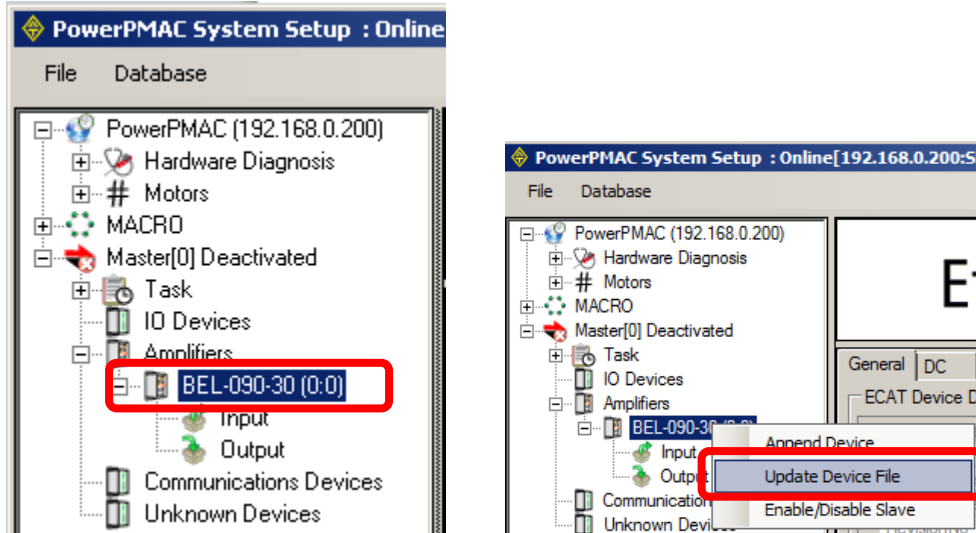 PowerPMAC System Setup : Online
File Database
PowerPMAC (192.168.0.200)
Hardware Diagnosis
Motors
MACRO
Master[0] Deactivated
Task
IO Devices
Amplifiers
BEL-090-30 (0:0)
Input
Output
Communications Devices
Unknown Devices
PowerPMAC System Setup : Online[192.168.0.200:S
File Database
PowerPMAC (192.168.0.200)
Hardware Diagnosis
Motors
MACRO
Master[0] Deactivated
Task
IO Devices
Amplifiers
BEL-090-30 (0:0)
Input
Output
Communication
Unknown Devices
General DC
ECAT Device D
Append Device
Update Device File
Enable/Disable Slave
RevisionNo